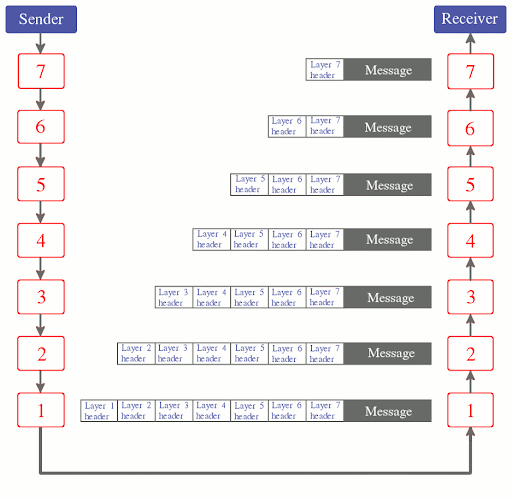 Sender
Receiver
7
Layer 7 header
Message
7
6
Layer 6 header
Layer 7 header
Message
6
5
Layer 5 header
Layer 6 header
Layer 7 header
Message
5
4
Layer 4 header
Layer 5 header
Layer 6 header
Layer 7 header
Message
4
3
Layer 3 header
Layer 4 header
Layer 5 header
Layer 6 header
Layer 7 header
Message
3
2
Layer 2 header
Layer 3 header
Layer 4 header
Layer 5 header
Layer 6 header
Layer 7 header
Message
2
1
Layer 1 header
Layer 2 header
Layer 3 header
Layer 4 header
Layer 5 header
Layer 6 header
Layer 7 header
Message
1